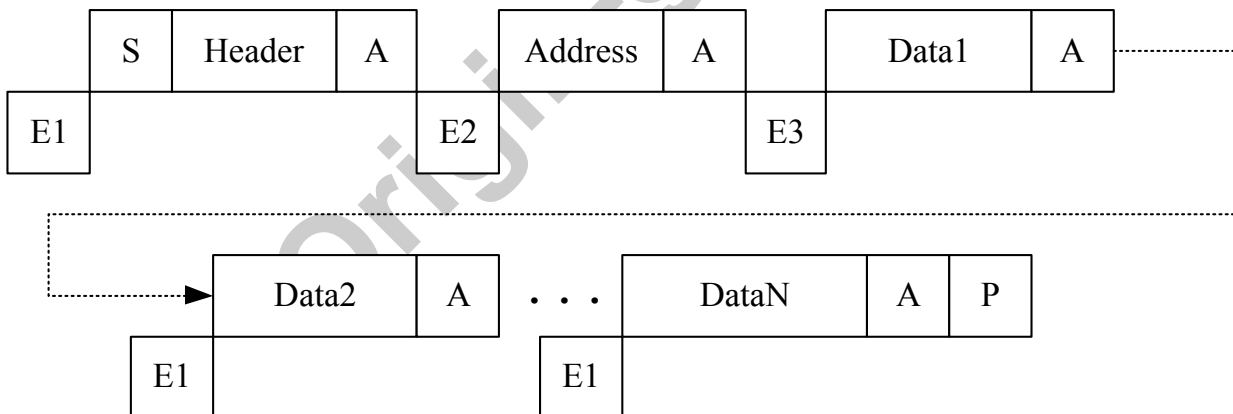 S Header A Address A Data1 A
E1 E2 E3
Data2 A . . . DataN A P
E1 E1